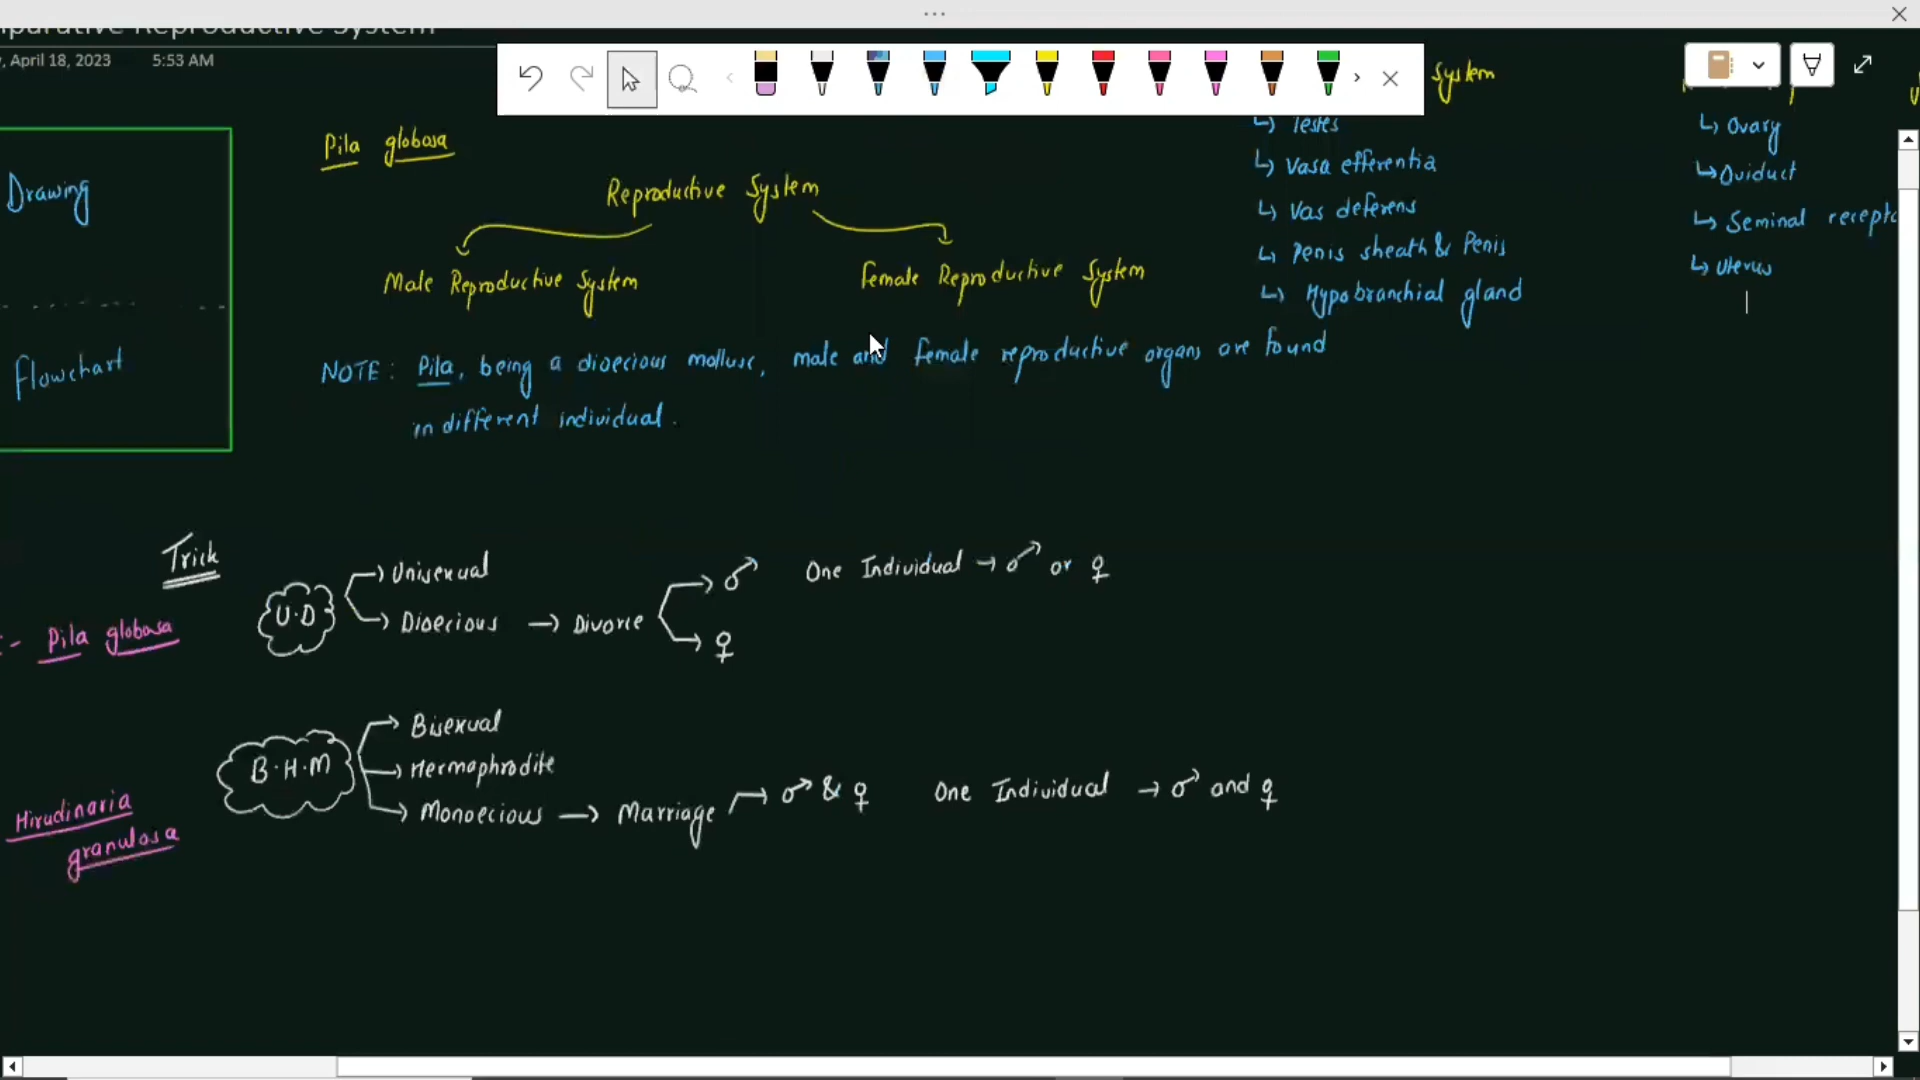 parative Reproductive System
, April 18, 2023 5:53 AM
Drawing
Flowchart
Pila globosa
Reproductive System
Male Reproductive System
Female Reproductive System
NOTE: Pila, being a dioecious mollusc, male and female reproductive organs are found
in different individual.
System
Testes
Vasa efferentia
Vas deferens
Penis sheath & Penis
Hypobranchial gland
Ovary
Oviduct
Seminal recepta
Uterus
Trick
Pila globosa
U.D
Unisexual
Dioecious → Divorce
♂
♀
One Individual → ♂ or ♀
Hirudinaria
granulosa
B.H.M
Bisexual
Hermaphrodite
Monoecious → Marriage → ♂ & ♀
One Individual → ♂ and ♀